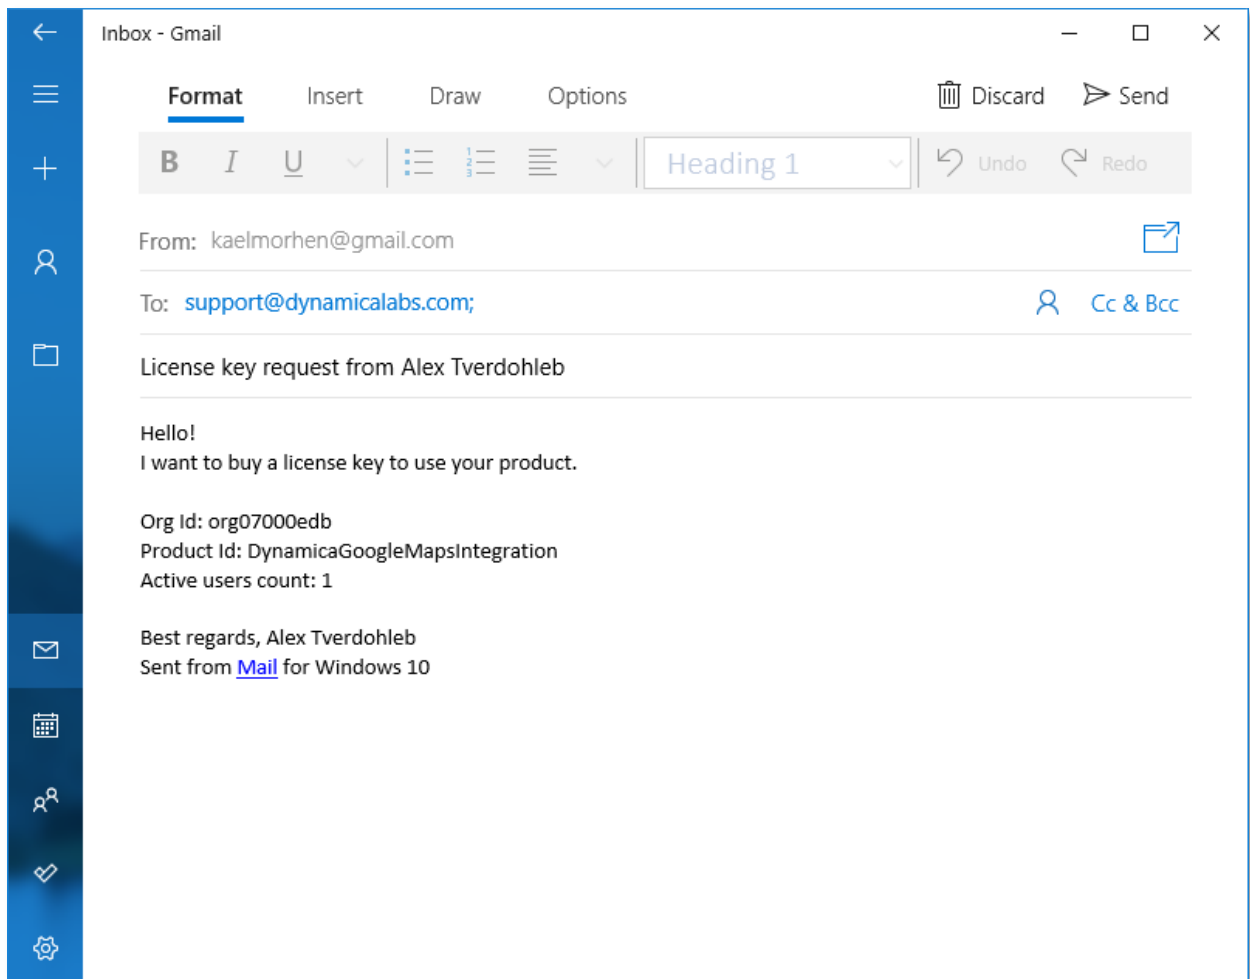 Inbox - Gmail
Format Insert Draw Options Discard Send
B I U Heading 1 Undo Redo
From: kaelmorhen@gmail.com
To: support@dynamicalabs.com; Cc & Bcc
License key request from Alex Tverdohleb
Hello!
I want to buy a license key to use your product.
Org Id: org07000edb
Product Id: DynamicaGoogleMapsIntegration
Active users count: 1
Best regards, Alex Tverdohleb
Sent from Mail for Windows 10